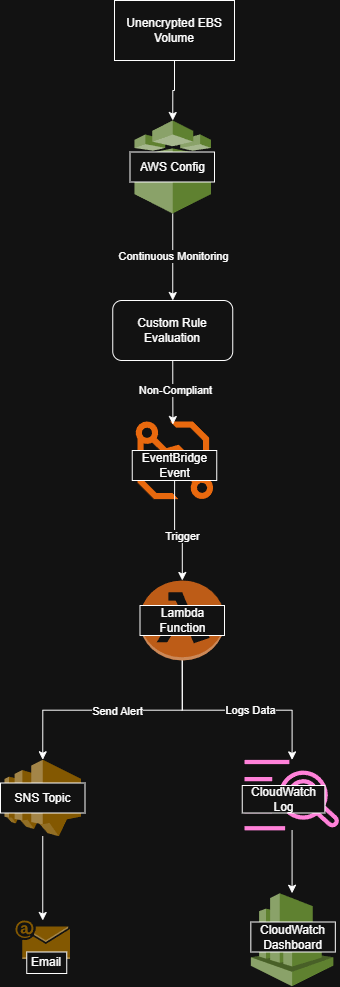 Unencrypted EBS
Volume
AWS Config
Continuous Monitoring
Custom Rule
Evaluation
Non-Compliant
EventBridge
Event
Trigger
Lambda
Function
Send Alert
Logs Data
SNS Topic
CloudWatch
Log
@
Email
CloudWatch
Dashboard